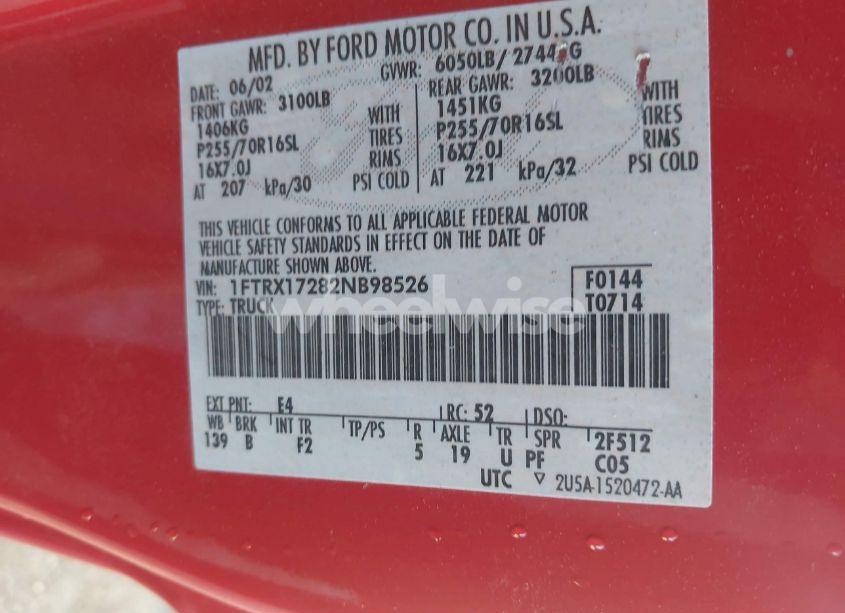 MFD. BY FORD MOTOR CO. IN U.S.A.
DATE: 06/02 GVWR: 6050LB/ 2744KG
FRONT GAWR: 3100LB REAR GAWR: 3200LB
1406KG WITH 1451KG WITH
P255/70R16SL TIRES P255/70R16SL TIRES
16X7.0J RIMS 16X7.0J RIMS
AT 207 kPa/30 PSI COLD AT 221 kPa/32 PSI COLD
THIS VEHICLE CONFORMS TO ALL APPLICABLE FEDERAL MOTOR
VEHICLE SAFETY STANDARDS IN EFFECT ON THE DATE OF
MANUFACTURE SHOWN ABOVE.
VIN: 1FTRX17282NB98526 F0144
TYPE: TRUCK T0714
wheelwise
EXT PNT: E4 RC: 52 DSO:
WB BRK INT TR TP/PS R AXLE TR SPR 2F512
139 B F2 5 19 U PF C05
UTC ▽ 2U5A-1520472-AA